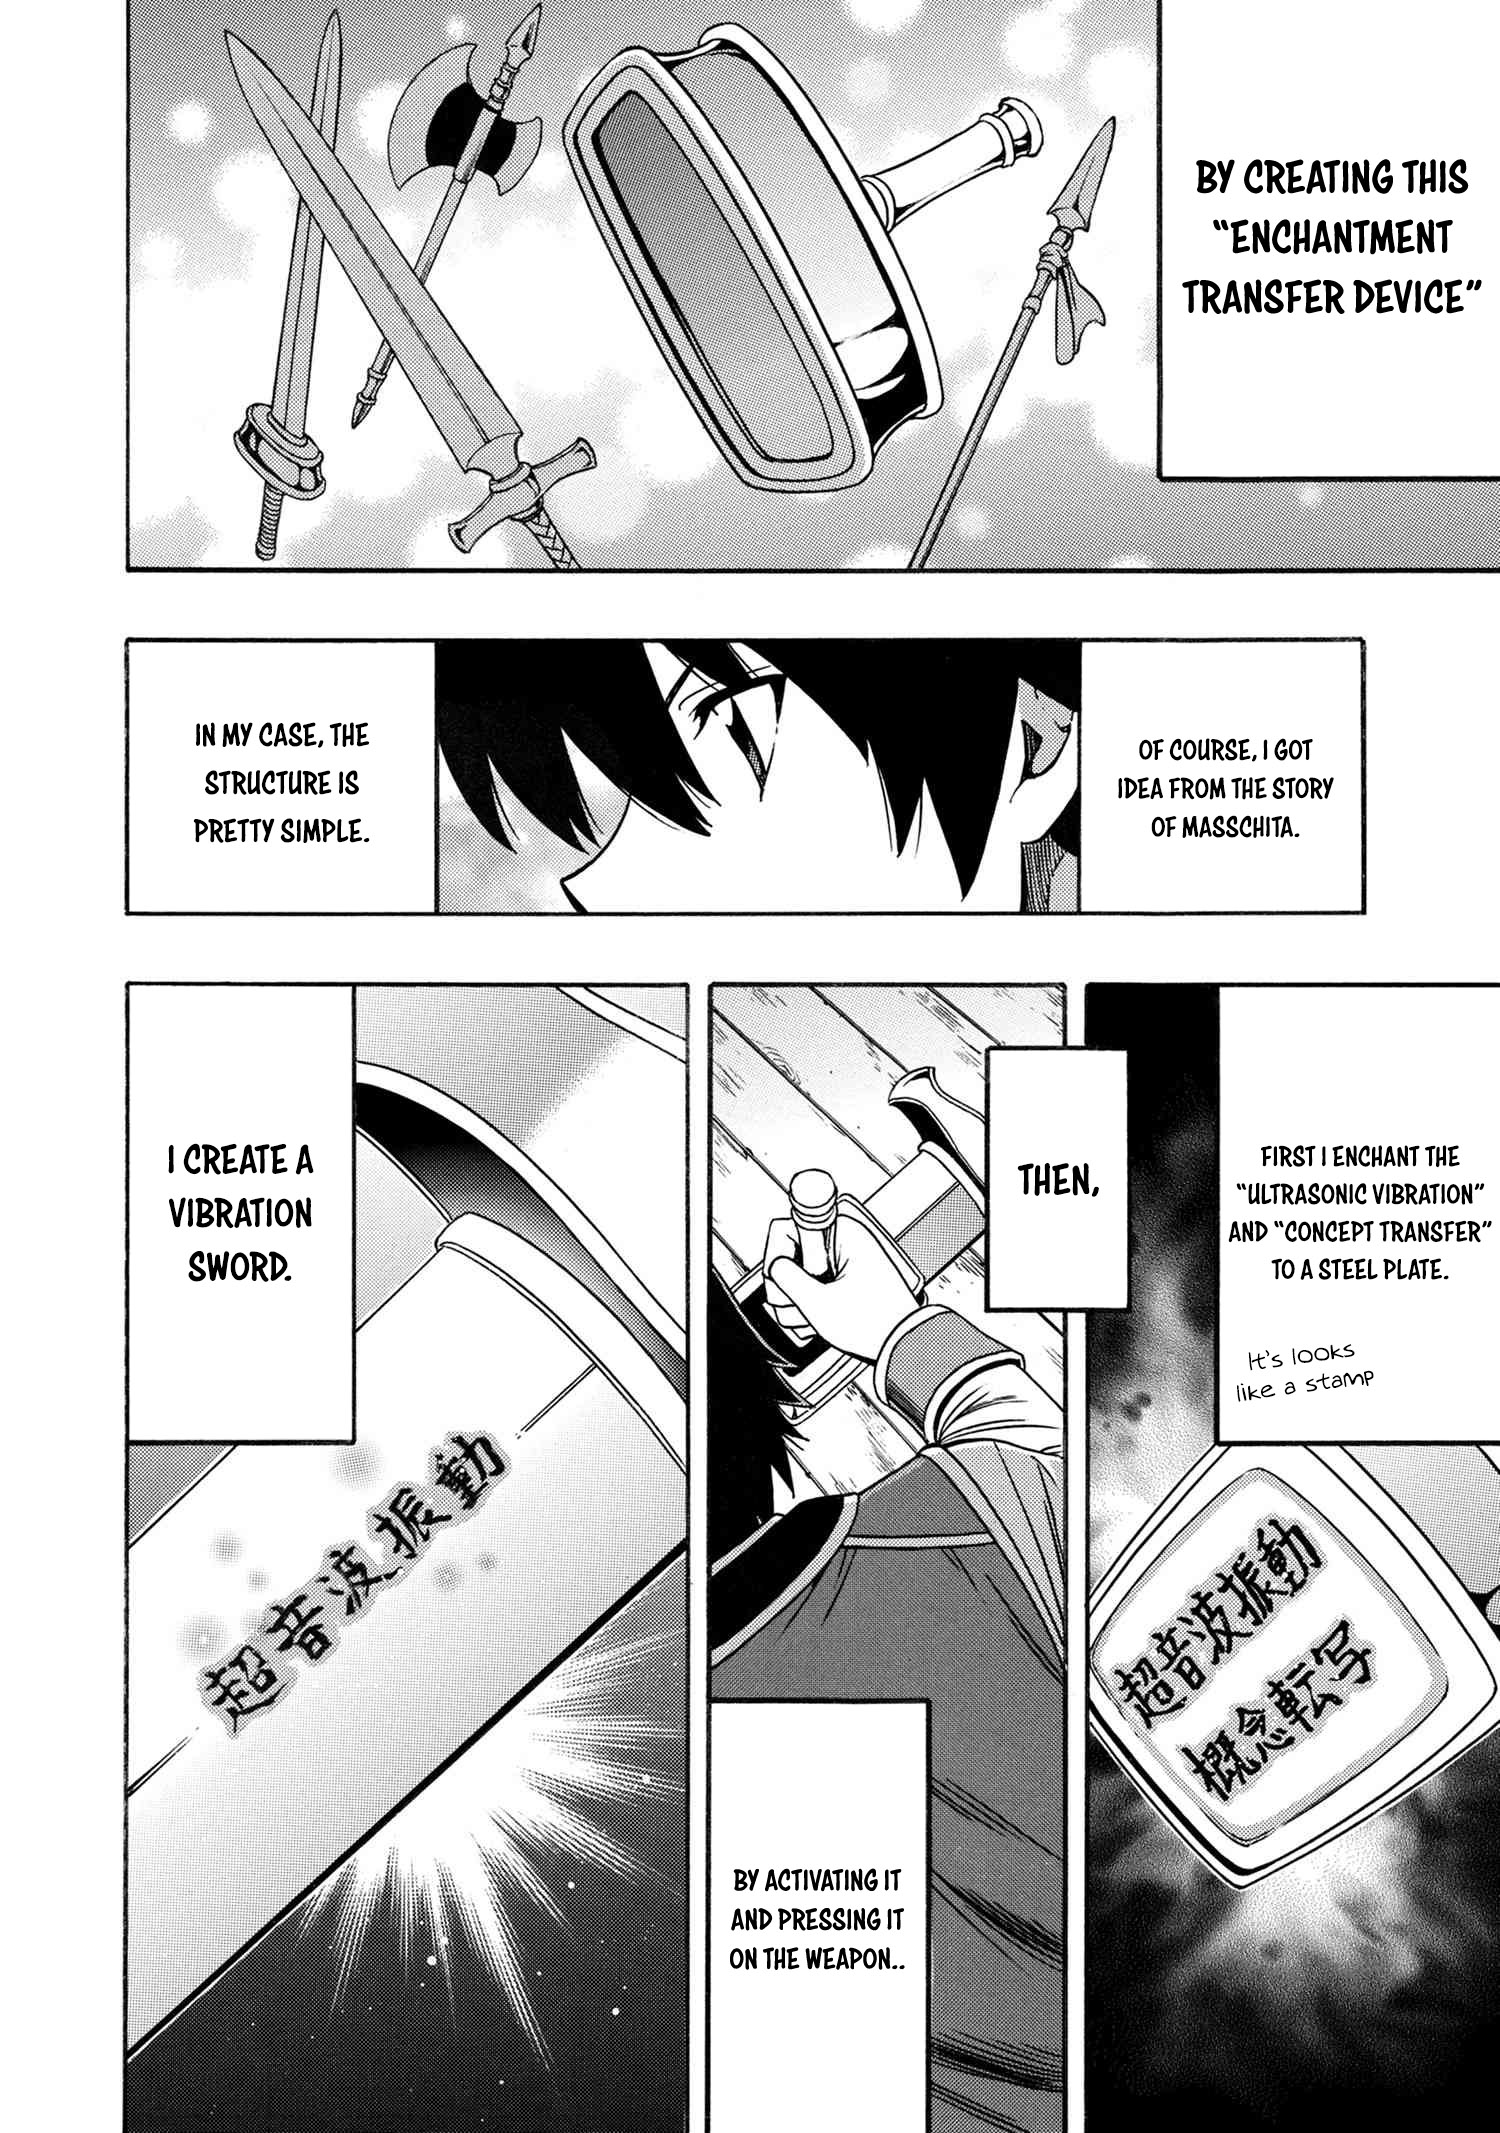 BY CREATING THIS
“ENCHANTMENT
TRANSFER DEVICE”
OF COURSE, I GOT
IDEA FROM THE STORY
OF MASSCHITA.
IN MY CASE, THE
STRUCTURE IS
PRETTY SIMPLE.
FIRST I ENCHANT THE
“ULTRASONIC VIBRATION”
AND “CONCEPT TRANSFER”
TO A STEEL PLATE.
It's looks
like a stamp
超音波振動
概念転写
THEN,
BY ACTIVATING IT
AND PRESSING IT
ON THE WEAPON..
I CREATE A
VIBRATION
SWORD.
超音波振動